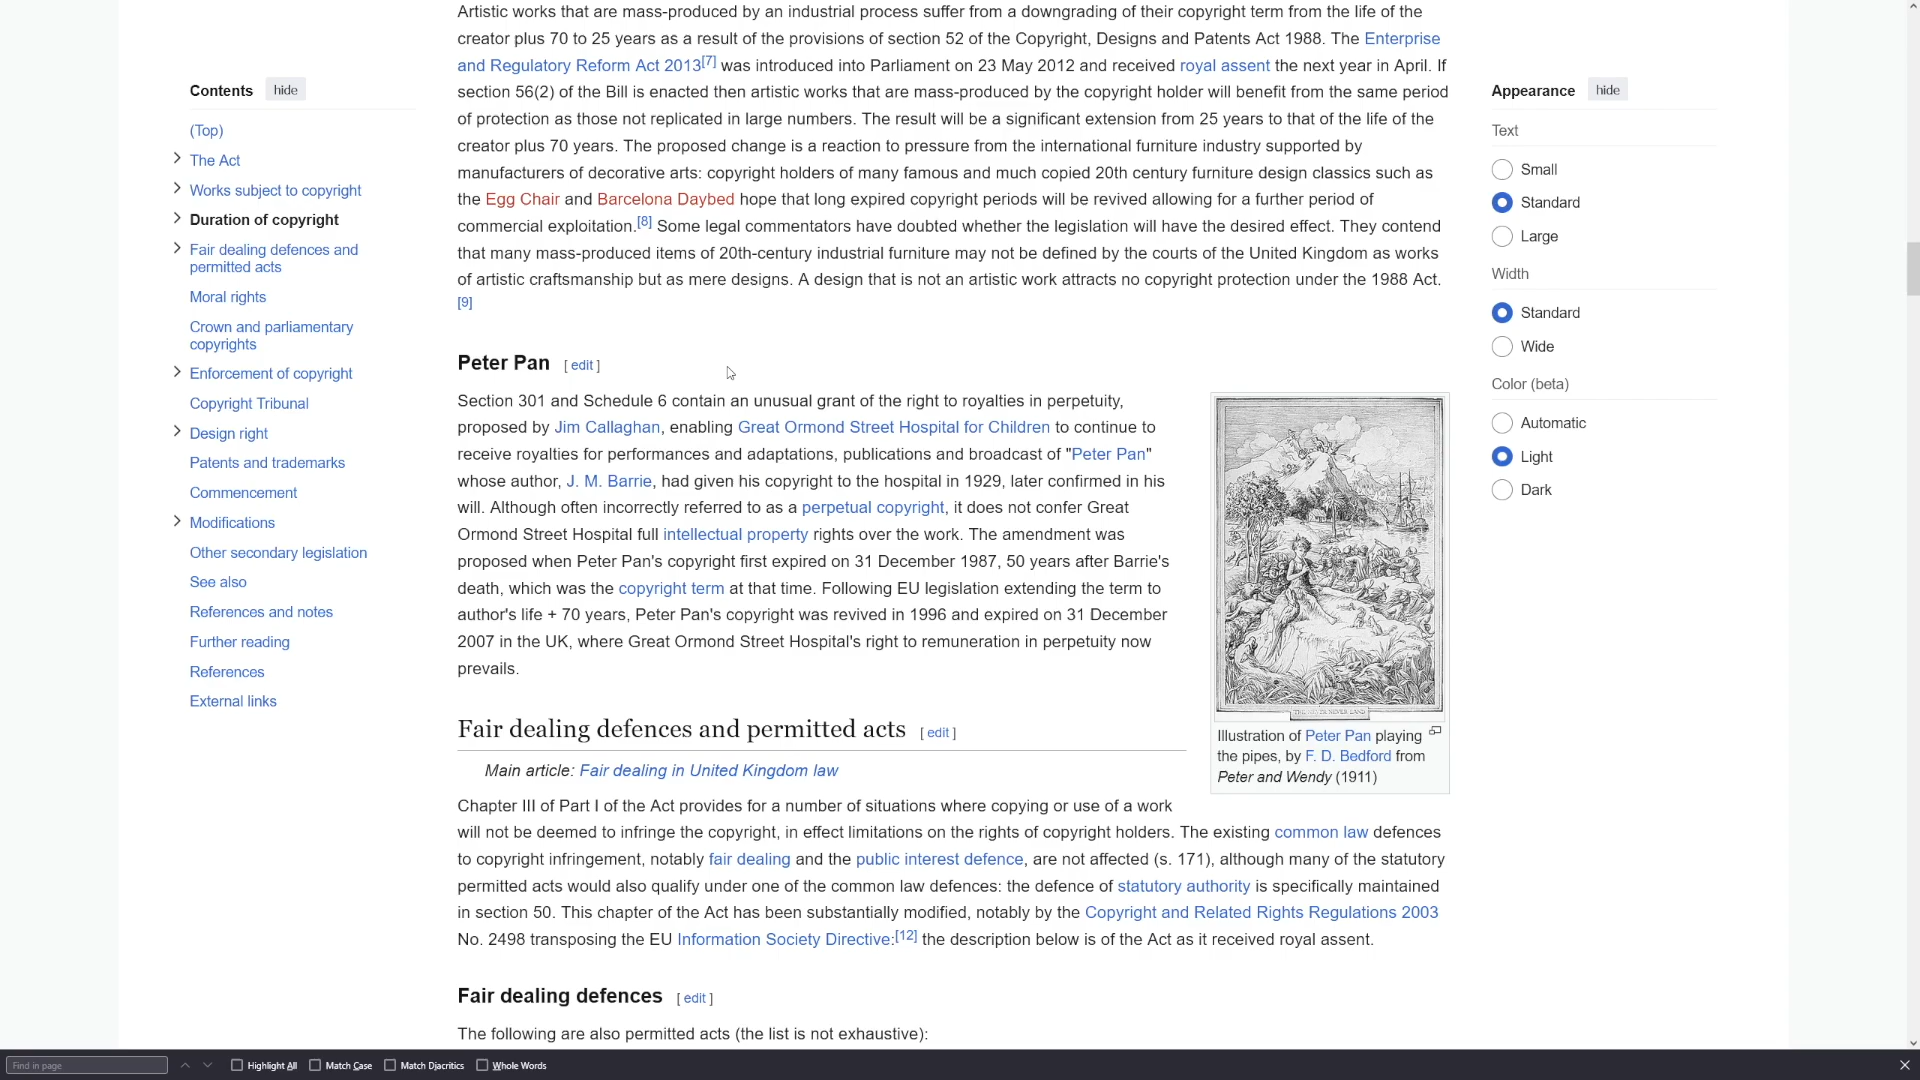 Artistic works that are mass-produced by an industrial process suffer from a downgrading of their copyright term from the life of the
creator plus 70 to 25 years as a result of the provisions of section 52 of the Copyright, Designs and Patents Act 1988. The Enterprise
and Regulatory Reform Act 2013[7] was introduced into Parliament on 23 May 2012 and received royal assent the next year in April. If
section 56(2) of the Bill is enacted then artistic works that are mass-produced by the copyright holder will benefit from the same period
of protection as those not replicated in large numbers. The result will be a significant extension from 25 years to that of the life of the
creator plus 70 years. The proposed change is a reaction to pressure from the international furniture industry supported by
manufacturers of decorative arts: copyright holders of many famous and much copied 20th century furniture design classics such as
the Egg Chair and Barcelona Daybed hope that long expired copyright periods will be revived allowing for a further period of
commercial exploitation.[8] Some legal commentators have doubted whether the legislation will have the desired effect. They contend
that many mass-produced items of 20th-century industrial furniture may not be defined by the courts of the United Kingdom as works
of artistic craftsmanship but as mere designs. A design that is not an artistic work attracts no copyright protection under the 1988 Act.
[9]
Contents hide
(Top)
The Act
Works subject to copyright
Duration of copyright
Fair dealing defences and
permitted acts
Moral rights
Crown and parliamentary
copyrights
Enforcement of copyright
Copyright Tribunal
Design right
Patents and trademarks
Commencement
Modifications
Other secondary legislation
See also
References and notes
Further reading
References
External links
Peter Pan [ edit ]
Section 301 and Schedule 6 contain an unusual grant of the right to royalties in perpetuity,
proposed by Jim Callaghan, enabling Great Ormond Street Hospital for Children to continue to
receive royalties for performances and adaptations, publications and broadcast of "Peter Pan"
whose author, J. M. Barrie, had given his copyright to the hospital in 1929, later confirmed in his
will. Although often incorrectly referred to as a perpetual copyright, it does not confer Great
Ormond Street Hospital full intellectual property rights over the work. The amendment was
proposed when Peter Pan's copyright first expired on 31 December 1987, 50 years after Barrie's
death, which was the copyright term at that time. Following EU legislation extending the term to
author's life + 70 years, Peter Pan's copyright was revived in 1996 and expired on 31 December
2007 in the UK, where Great Ormond Street Hospital's right to remuneration in perpetuity now
prevails.
THE NEVER NEVER LAND
Illustration of Peter Pan playing
the pipes, by F. D. Bedford from
Peter and Wendy (1911)
Fair dealing defences and permitted acts [ edit ]
Main article: Fair dealing in United Kingdom law
Chapter III of Part I of the Act provides for a number of situations where copying or use of a work
will not be deemed to infringe the copyright, in effect limitations on the rights of copyright holders. The existing common law defences
to copyright infringement, notably fair dealing and the public interest defence, are not affected (s. 171), although many of the statutory
permitted acts would also qualify under one of the common law defences: the defence of statutory authority is specifically maintained
in section 50. This chapter of the Act has been substantially modified, notably by the Copyright and Related Rights Regulations 2003
No. 2498 transposing the EU Information Society Directive:[12] the description below is of the Act as it received royal assent.
Fair dealing defences [ edit ]
The following are also permitted acts (the list is not exhaustive):
Appearance hide
Text
Small
Standard
Large
Width
Standard
Wide
Color (beta)
Automatic
Light
Dark
Find in page
Highlight All
Match Case
Match Diacritics
Whole Words